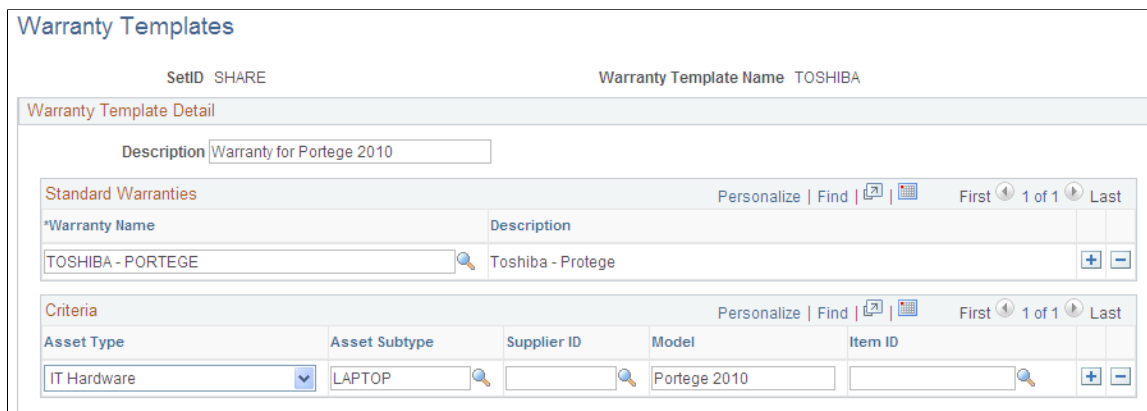 Warranty Templates
SetID SHARE Warranty Template Name TOSHIBA
Warranty Template Detail
Description Warranty for Portege 2010
Standard Warranties Personalize | Find | | First 1 of 1 Last
*Warranty Name Description
TOSHIBA - PORTEGE Toshiba - Protege
Criteria Personalize | Find | | First 1 of 1 Last
Asset Type Asset Subtype Supplier ID Model Item ID
IT Hardware LAPTOP Portege 2010